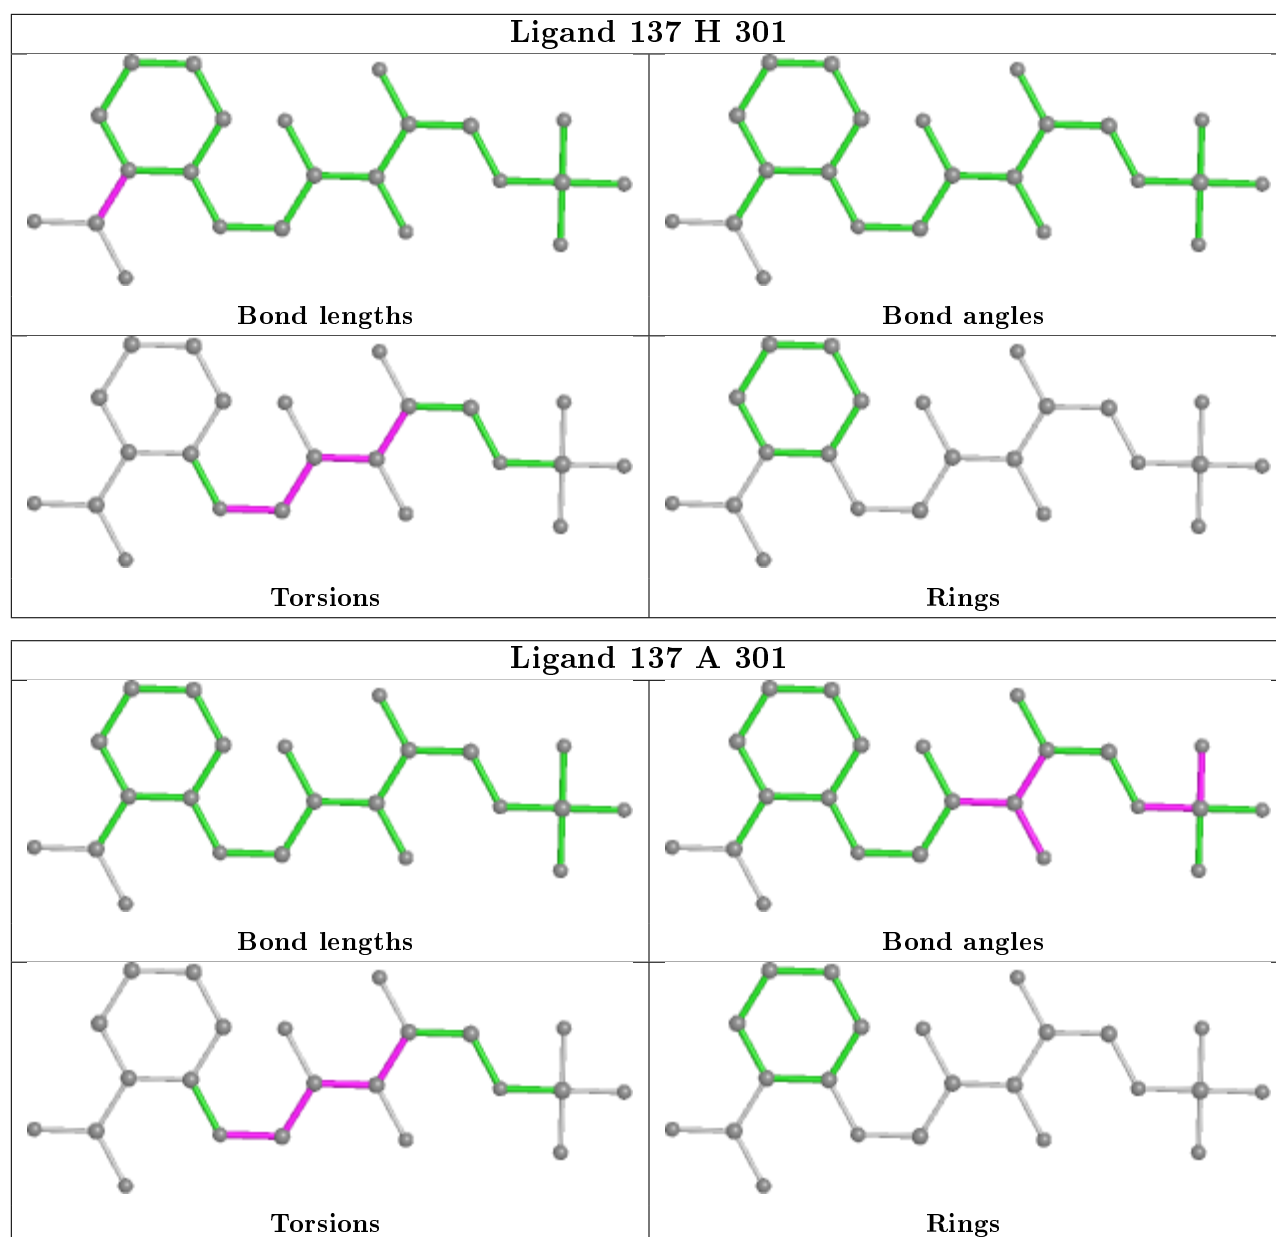 Ligand 137 H 301
Bond lengths
Bond angles
Torsions
Rings
Ligand 137 A 301
Bond lengths
Bond angles
Torsions
Rings